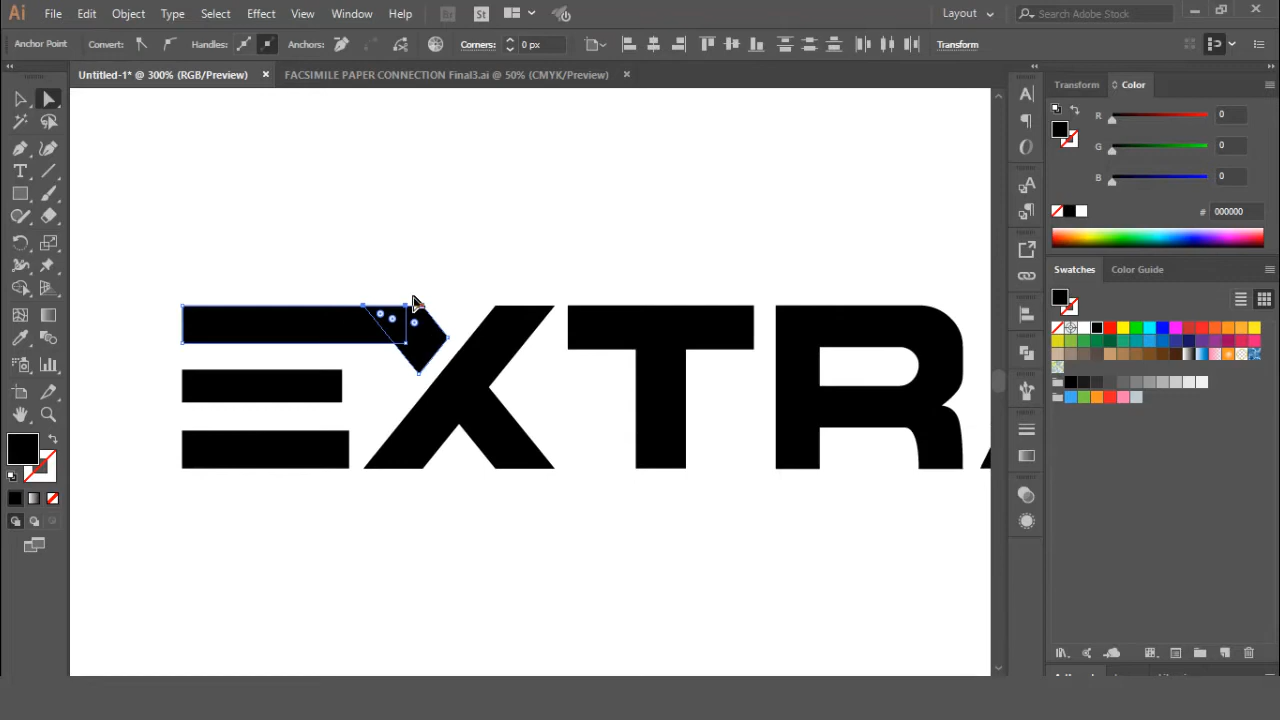 Ai File Edit Object Type Select Effect View Window Help Br St Layout Search Adobe Stock
Anchor Point Convert: Handles: Anchors: Corners: 0 px Transform
Untitled-1* @ 300% (RGB/Preview) × FACSIMILE PAPER CONNECTION Final3.ai @ 50% (CMYK/Preview) ×
Transform Color
R 0
G 0
B 0
# 000000
Swatches Color Guide
EXTR